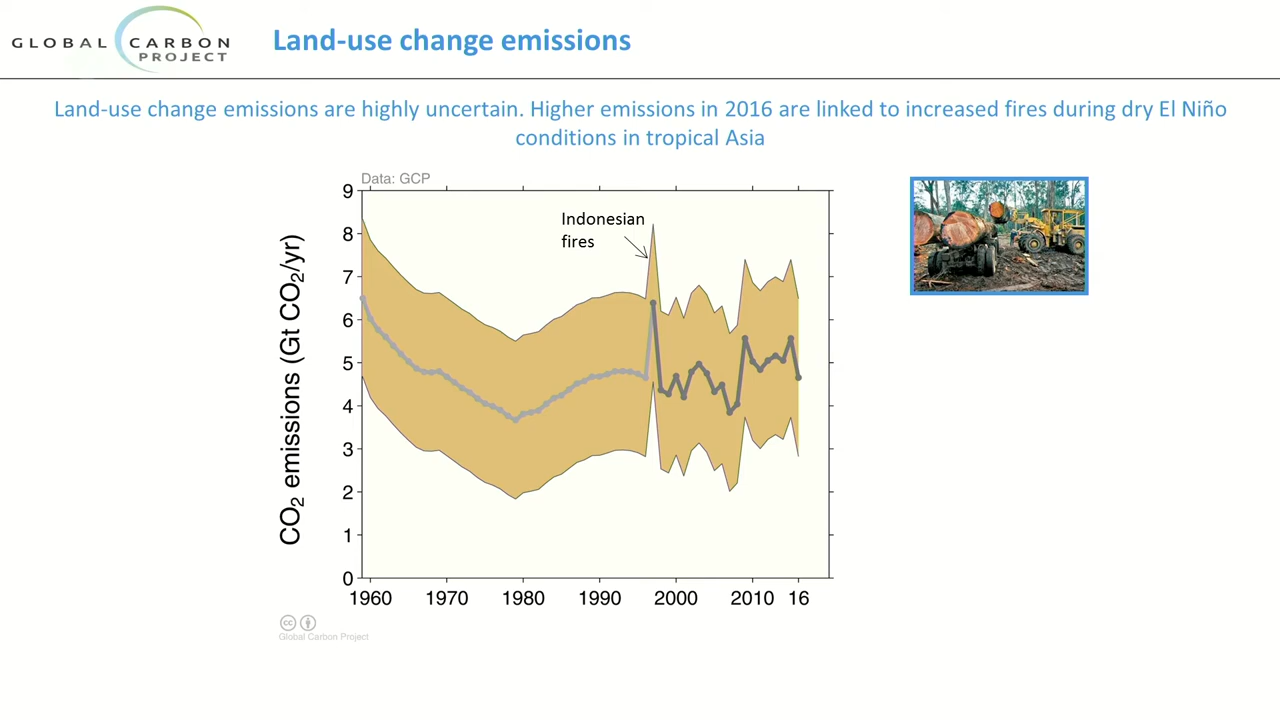 GLOBAL CARBON
PROJECT
Land-use change emissions
Land-use change emissions are highly uncertain. Higher emissions in 2016 are linked to increased fires during dry El Niño
conditions in tropical Asia
Data: GCP
CO₂ emissions (Gt CO₂/yr)
9
8
7
6
5
4
3
2
1
0
Indonesian
fires
1960 1970 1980 1990 2000 2010 16
cc
Global Carbon Project